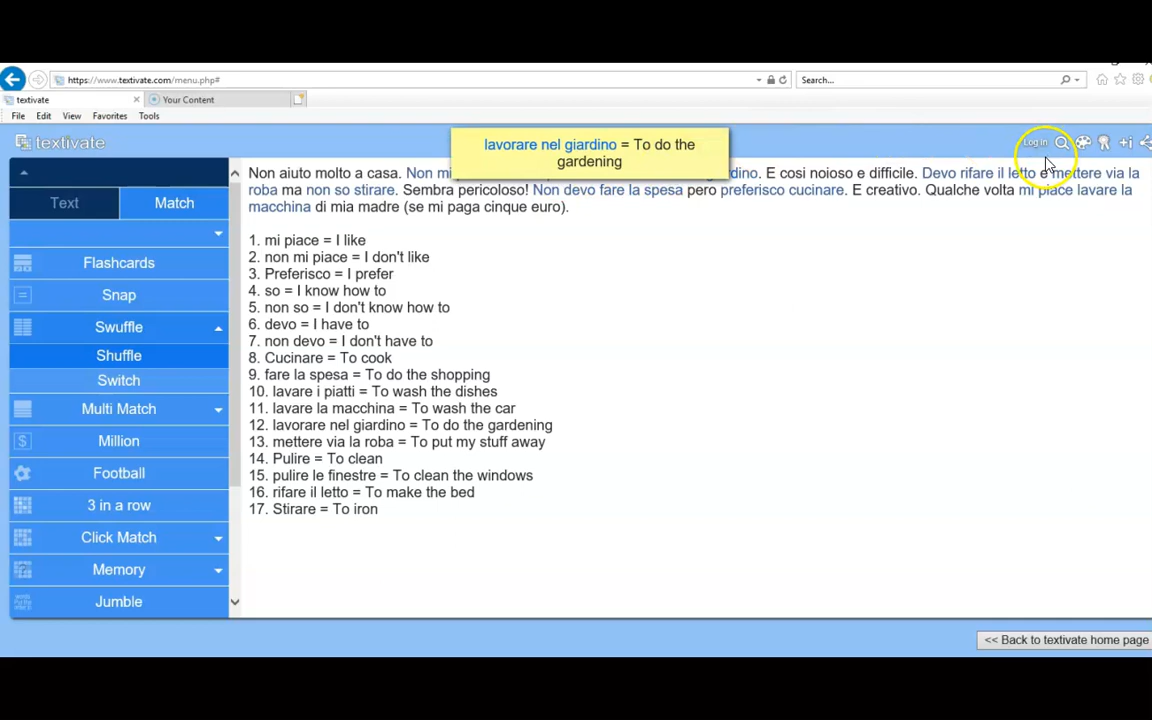 https://www.textivate.com/menu.php#
Search...
textivate
Your Content
File Edit View Favorites Tools
textivate
Log in
lavorare nel giardino = To do the
gardening
Text
Match
Flashcards
Snap
Swuffle
Shuffle
Switch
Multi Match
Million
Football
3 in a row
Click Match
Memory
Jumble
Non aiuto molto a casa. Non mi dino. E cosi noioso e difficile. Devo rifare il letto e mettere via la
roba ma non so stirare. Sembra pericoloso! Non devo fare la spesa pero preferisco cucinare. E creativo. Qualche volta mi piace lavare la
macchina di mia madre (se mi paga cinque euro).
1. mi piace = I like
2. non mi piace = I don't like
3. Preferisco = I prefer
4. so = I know how to
5. non so = I don't know how to
6. devo = I have to
7. non devo = I don't have to
8. Cucinare = To cook
9. fare la spesa = To do the shopping
10. lavare i piatti = To wash the dishes
11. lavare la macchina = To wash the car
12. lavorare nel giardino = To do the gardening
13. mettere via la roba = To put my stuff away
14. Pulire = To clean
15. pulire le finestre = To clean the windows
16. rifare il letto = To make the bed
17. Stirare = To iron
<< Back to textivate home page